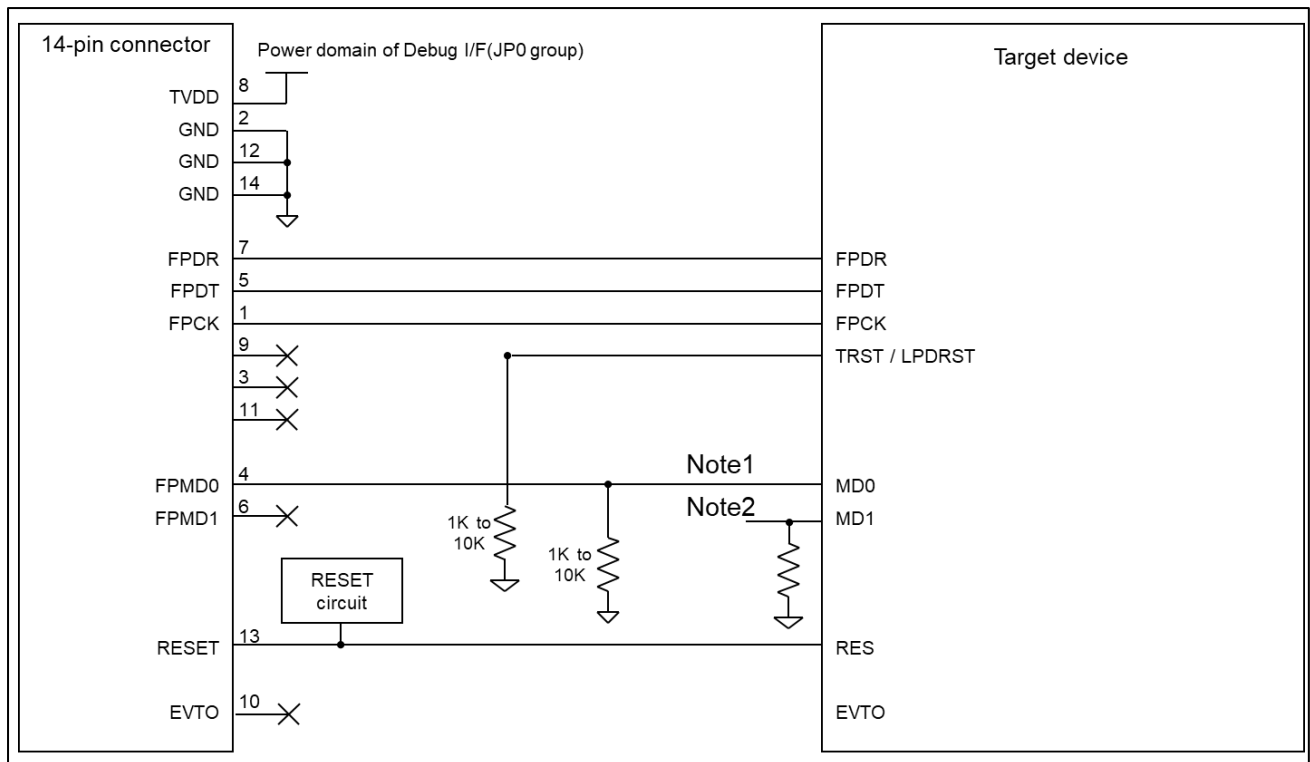 14-pin connector
Power domain of Debug I/F(JP0 group)
Target device
TVDD
8
GND
2
GND
12
GND
14
FPDR
7
FPDR
FPDT
5
FPDT
FPCK
1
FPCK
9
TRST / LPDRST
3
11
Note1
FPMD0
4
MD0
Note2
FPMD1
6
MD1
1K to
10K
1K to
10K
RESET
circuit
RESET
13
RES
EVTO
10
EVTO